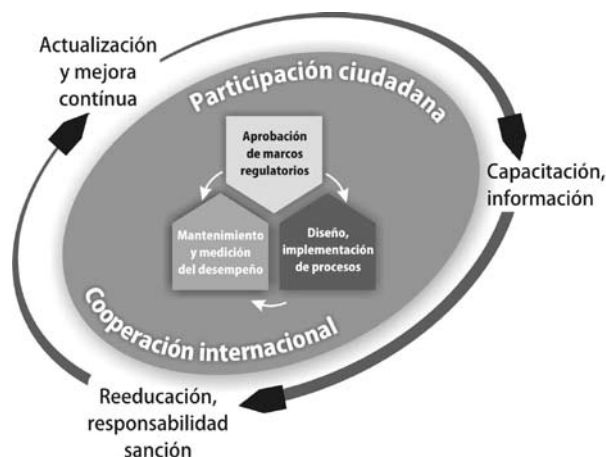 Actualización
y mejora
contínua
Participación ciudadana
Aprobación
de marcos
regulatorios
Capacitación,
información
Mantenimiento
y medición
del desempeño
Diseño,
implementación
de procesos
Cooperación internacional
Reeducación,
responsabilidad
sanción